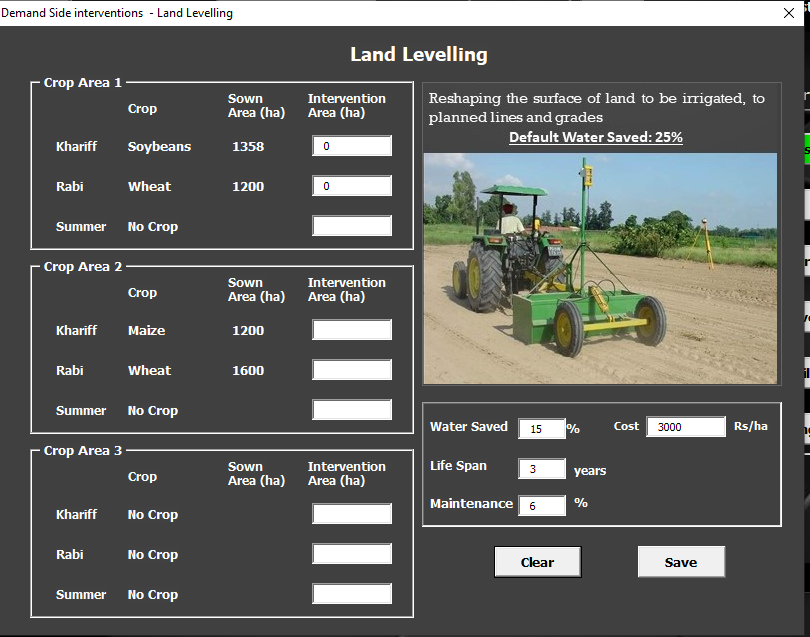 Demand Side interventions - Land Levelling
Land Levelling
Crop Area 1
Crop Sown Area (ha) Intervention Area (ha)
Khariff Soybeans 1358 0
Rabi Wheat 1200 0
Summer No Crop
Crop Area 2
Crop Sown Area (ha) Intervention Area (ha)
Khariff Maize 1200
Rabi Wheat 1600
Summer No Crop
Crop Area 3
Crop Sown Area (ha) Intervention Area (ha)
Khariff No Crop
Rabi No Crop
Summer No Crop
Reshaping the surface of land to be irrigated, to
planned lines and grades
Default Water Saved: 25%
Water Saved 15 % Cost 3000 Rs/ha
Life Span 3 years
Maintenance 6 %
Clear Save